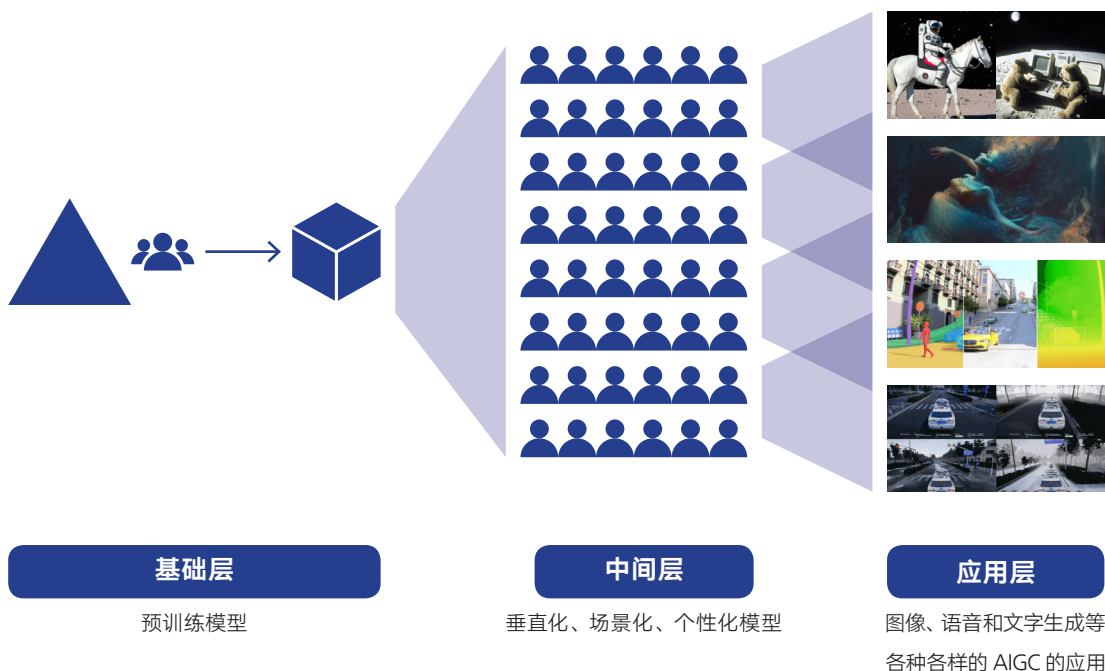 基础层
预训练模型
中间层
垂直化、场景化、个性化模型
应用层
图像、语音和文字生成等
各种各样的 AIGC 的应用